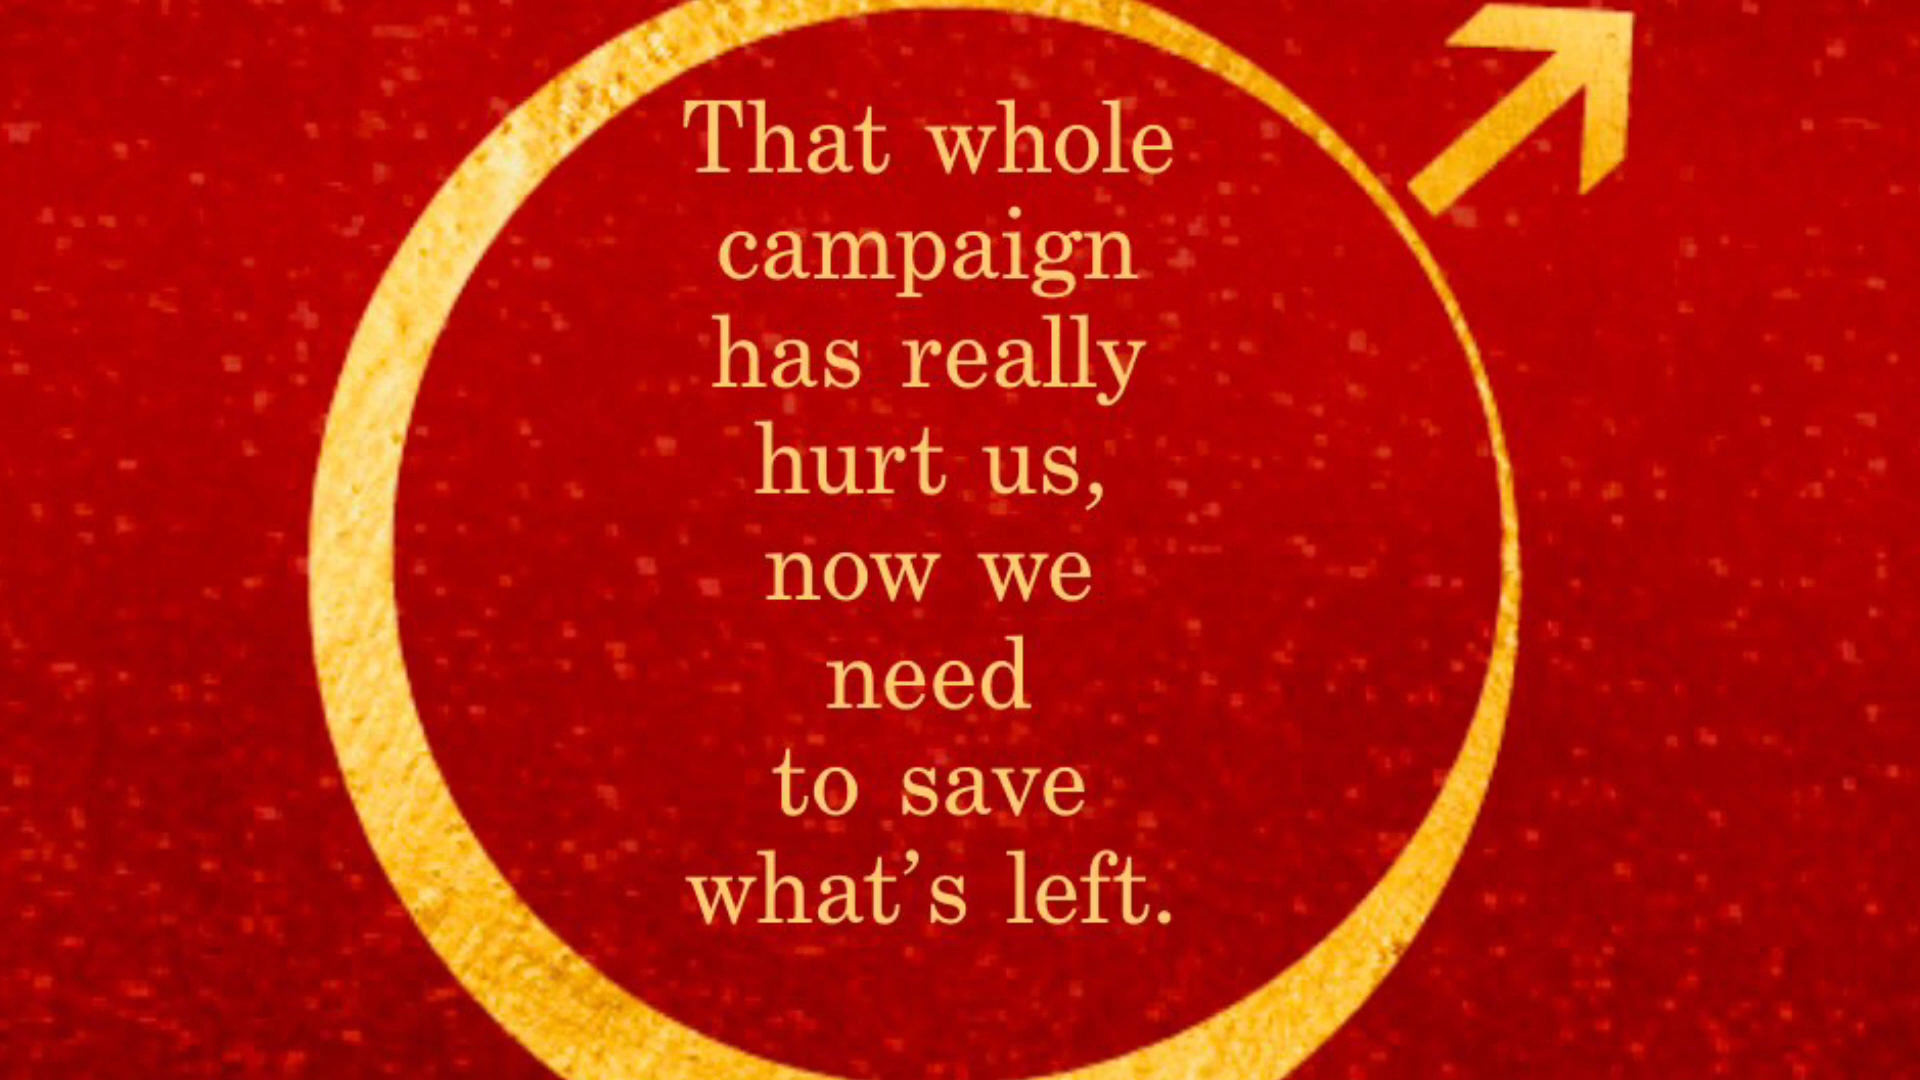 That whole
campaign
has really
hurt us,
now we
need
to save
what’s left.